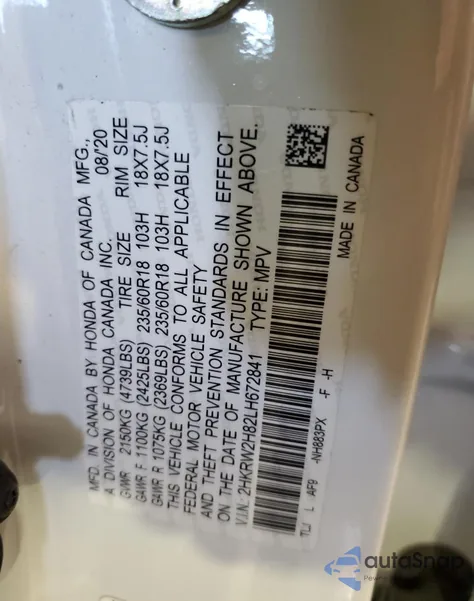 MFD. IN CANADA BY HONDA OF CANADA MFG.,
A DIVISION OF HONDA CANADA INC. 08/20
GVWR 2150KG (4739LBS) TIRE SIZE RIM SIZE
GAWR F 1100KG (2425LBS) 235/60R18 103H 18X7.5J
GAWR R 1075KG (2369LBS) 235/60R18 103H 18X7.5J
THIS VEHICLE CONFORMS TO ALL APPLICABLE
FEDERAL MOTOR VEHICLE SAFETY
AND THEFT PREVENTION STANDARDS IN EFFECT
ON THE DATE OF MANUFACTURE SHOWN ABOVE.
V.I.N: 2HKRW2H82LH672841 TYPE: MPV
TLJ L AF9 -NH883PX -F -H
MADE IN CANADA
autoSnap